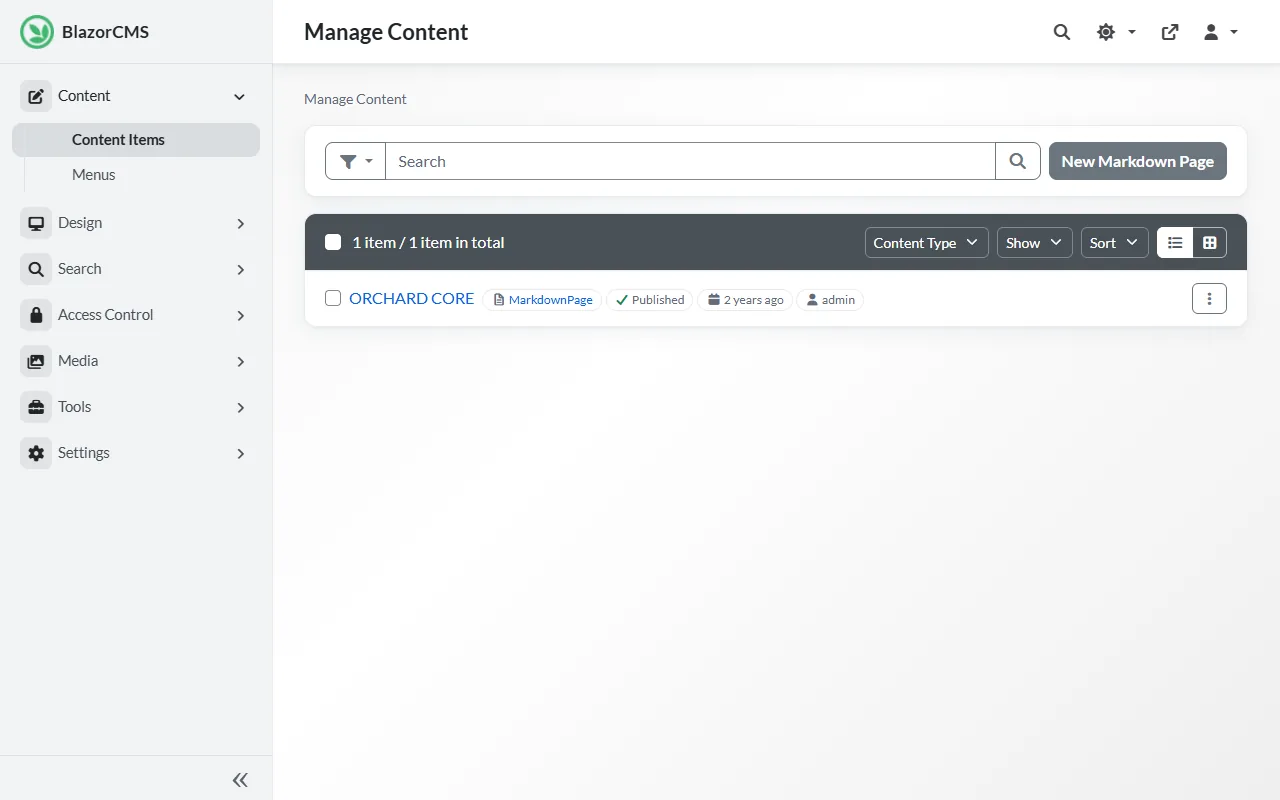 BlazorCMS
Manage Content
Content
Content Items
Menus
Design
Search
Access Control
Media
Tools
Settings
Manage Content
Search
New Markdown Page
1 item / 1 item in total
Content Type
Show
Sort
ORCHARD CORE
MarkdownPage
Published
2 years ago
admin